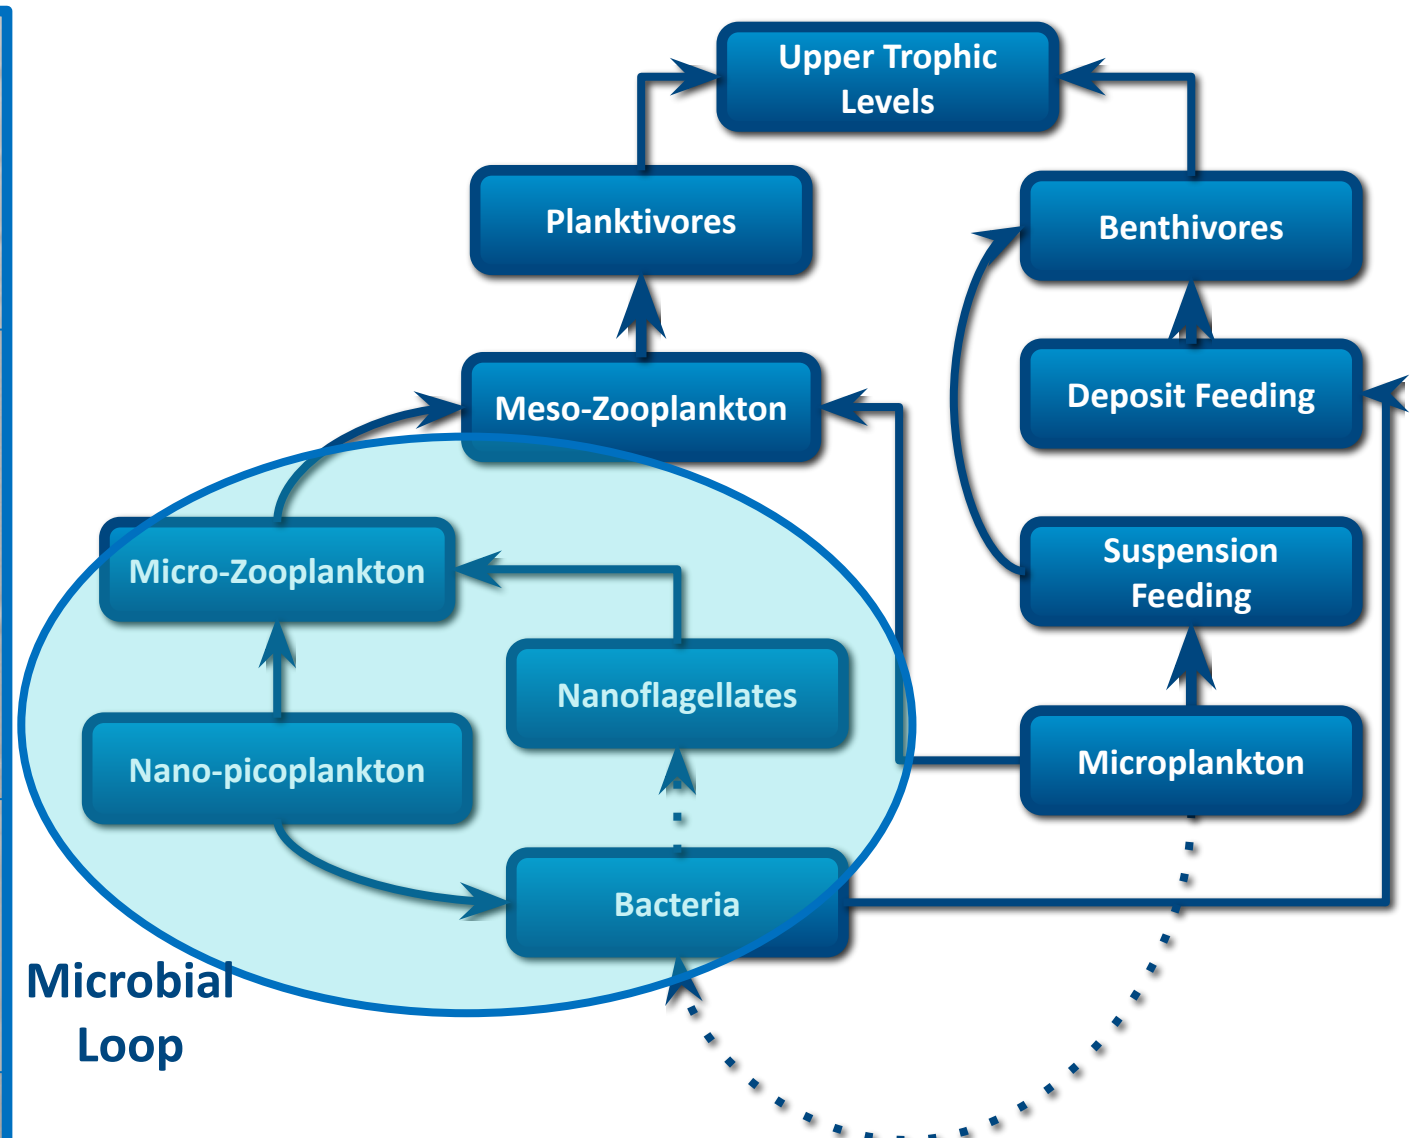 Upper Trophic
Levels
Planktivores
Benthivores
Meso-Zooplankton
Deposit Feeding
Micro-Zooplankton
Suspension
Feeding
Nanoflagellates
Nano-picoplankton
Microplankton
Bacteria
Microbial
Loop